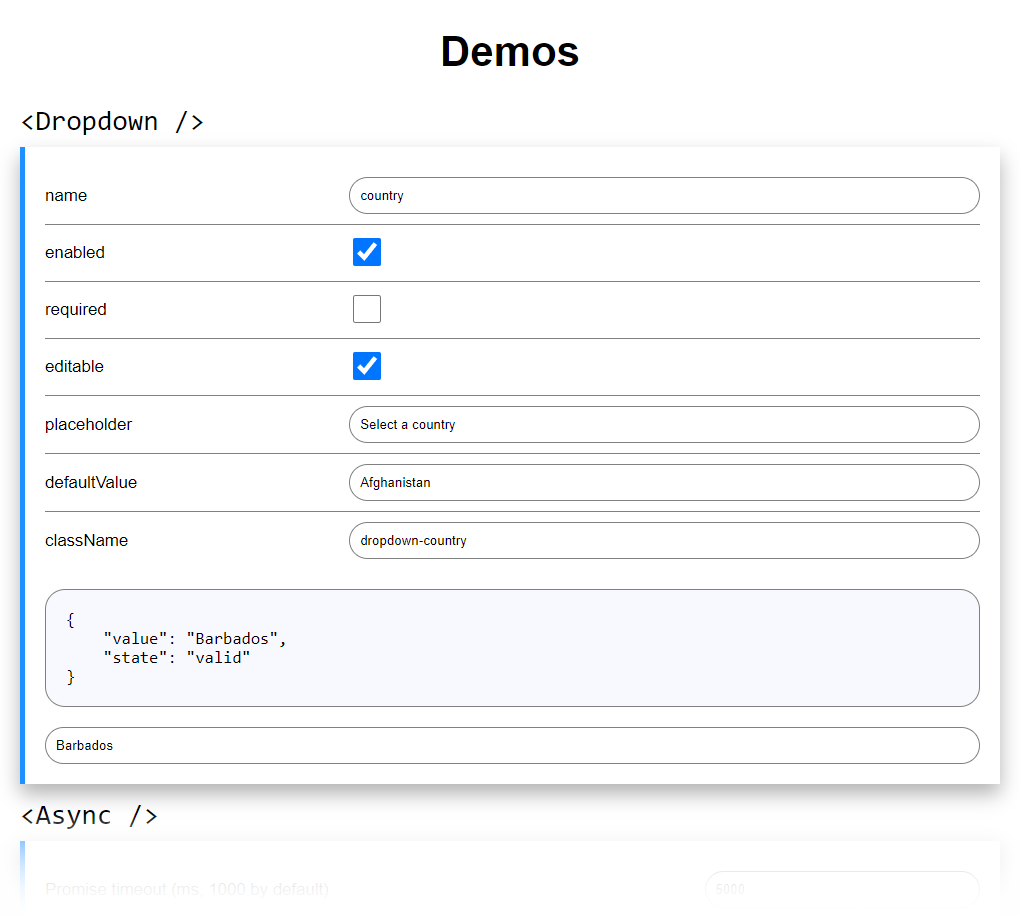 Demos
<Dropdown />
name country
enabled
required
editable
placeholder Select a country
defaultValue Afghanistan
className dropdown-country
{
    "value": "Barbados",
    "state": "valid"
}
Barbados
<Async />
Promise timeout (ms, 1000 by default) 5000